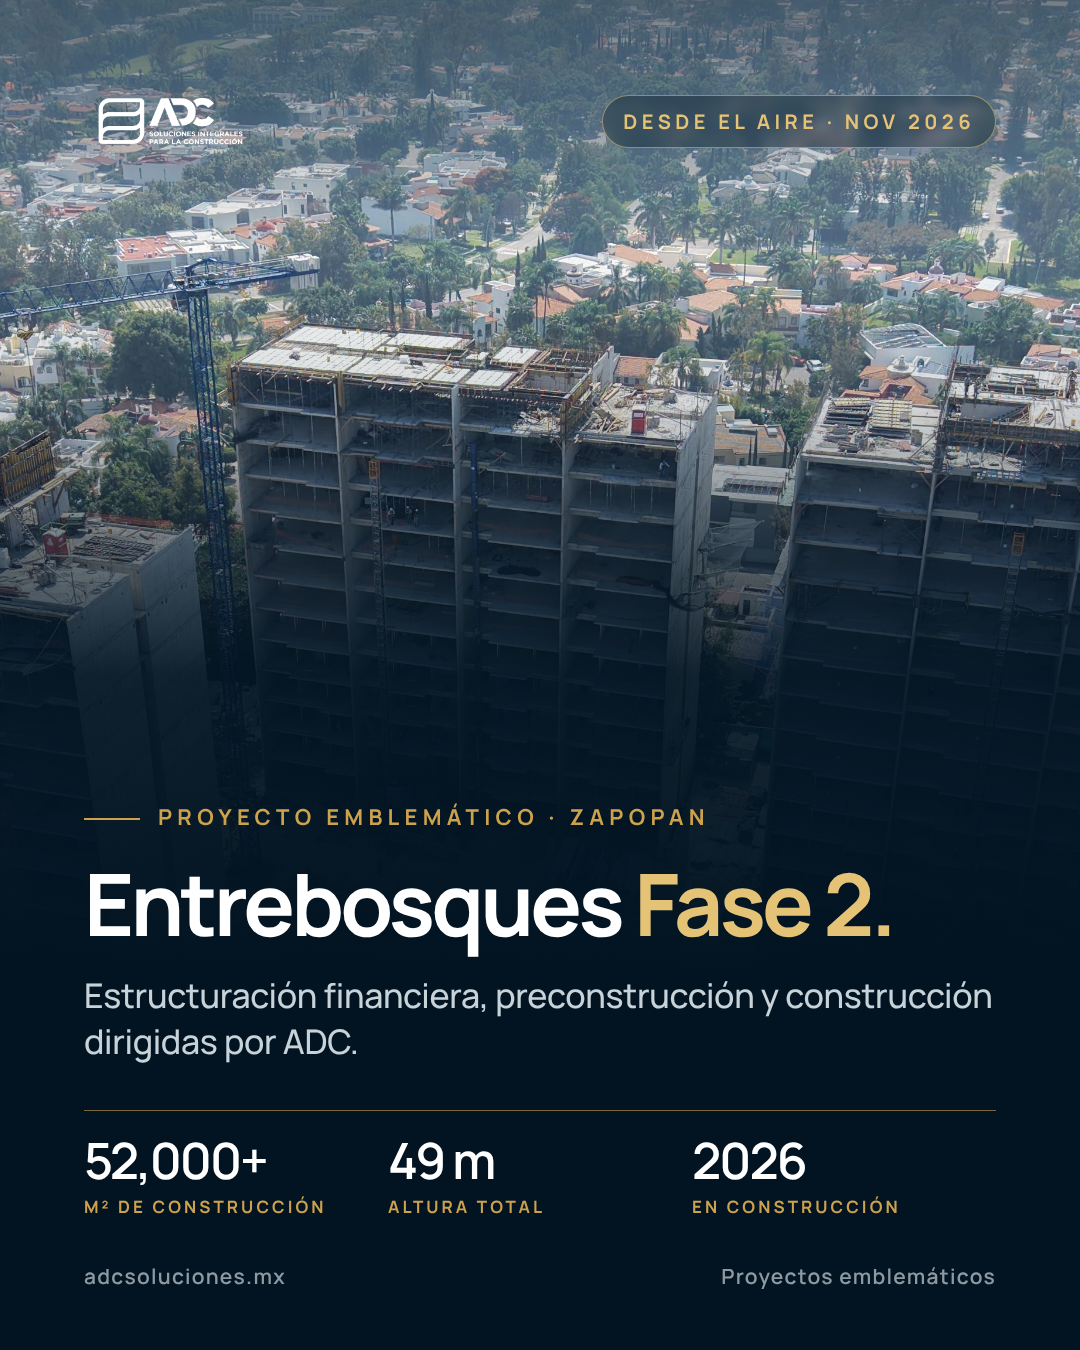 ADC
SOLUCIONES INTEGRALES
PARA LA CONSTRUCCIÓN
DESDE EL AIRE · NOV 2026
PROYECTO EMBLEMÁTICO · ZAPOPAN
Entrebosques Fase 2.
Estructuración financiera, preconstrucción y construcción
dirigidas por ADC.
52,000+
49 m
2026
M² DE CONSTRUCCIÓN
ALTURA TOTAL
EN CONSTRUCCIÓN
adcsoluciones.mx
Proyectos emblemáticos